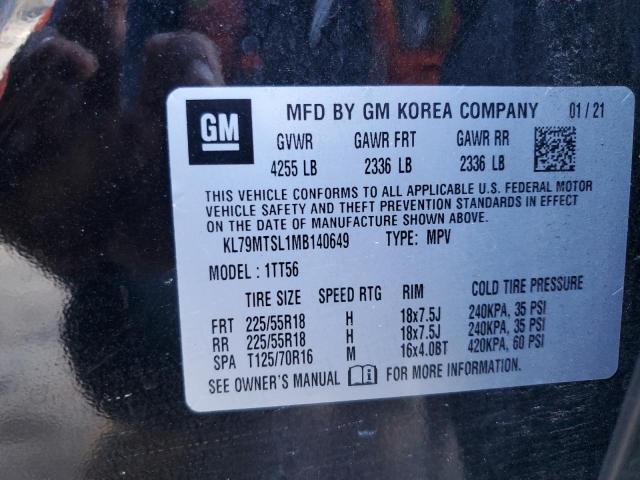 GM
MFD BY GM KOREA COMPANY 01/21
GVWR GAWR FRT GAWR RR
4255 LB 2336 LB 2336 LB
THIS VEHICLE CONFORMS TO ALL APPLICABLE U.S. FEDERAL MOTOR
VEHICLE SAFETY AND THEFT PREVENTION STANDARDS IN EFFECT
ON THE DATE OF MANUFACTURE SHOWN ABOVE.
KL79MTSL1MB140649 TYPE: MPV
MODEL: 1TT56
TIRE SIZE SPEED RTG RIM COLD TIRE PRESSURE
FRT 225/55R18 H 18x7.5J 240KPA, 35 PSI
RR 225/55R18 H 18x7.5J 240KPA, 35 PSI
SPA T125/70R16 M 16x4.0BT 420KPA, 60 PSI
SEE OWNER'S MANUAL FOR MORE INFORMATION.